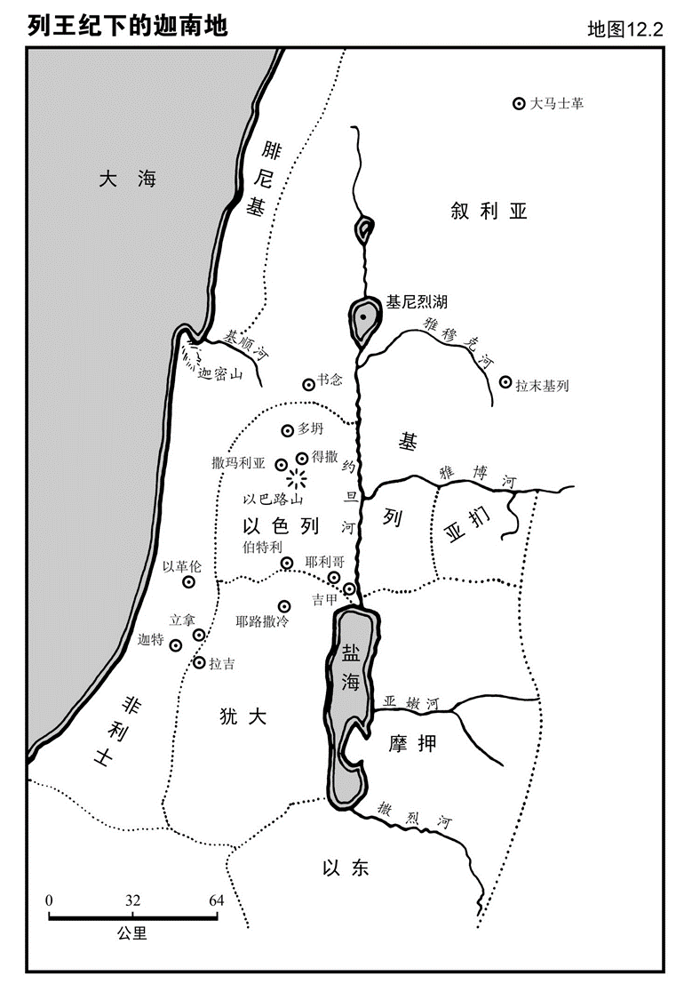 列王纪下的迦南地
地图12.2
大马士革
腓尼基
大海
叙利亚
基尼烈湖
雅穆克河
基顺河
迦密山
书念
拉末基列
多坍
基列
得撒
撒玛利亚
约旦河
雅博河
以巴路山
以色列
亚扪
伯特利
耶利哥
以革伦
吉甲
耶路撒冷
立拿
迦特
拉吉
盐海
亚嫩河
非利士
犹大
摩押
撒烈河
以东
0 32 64
公里